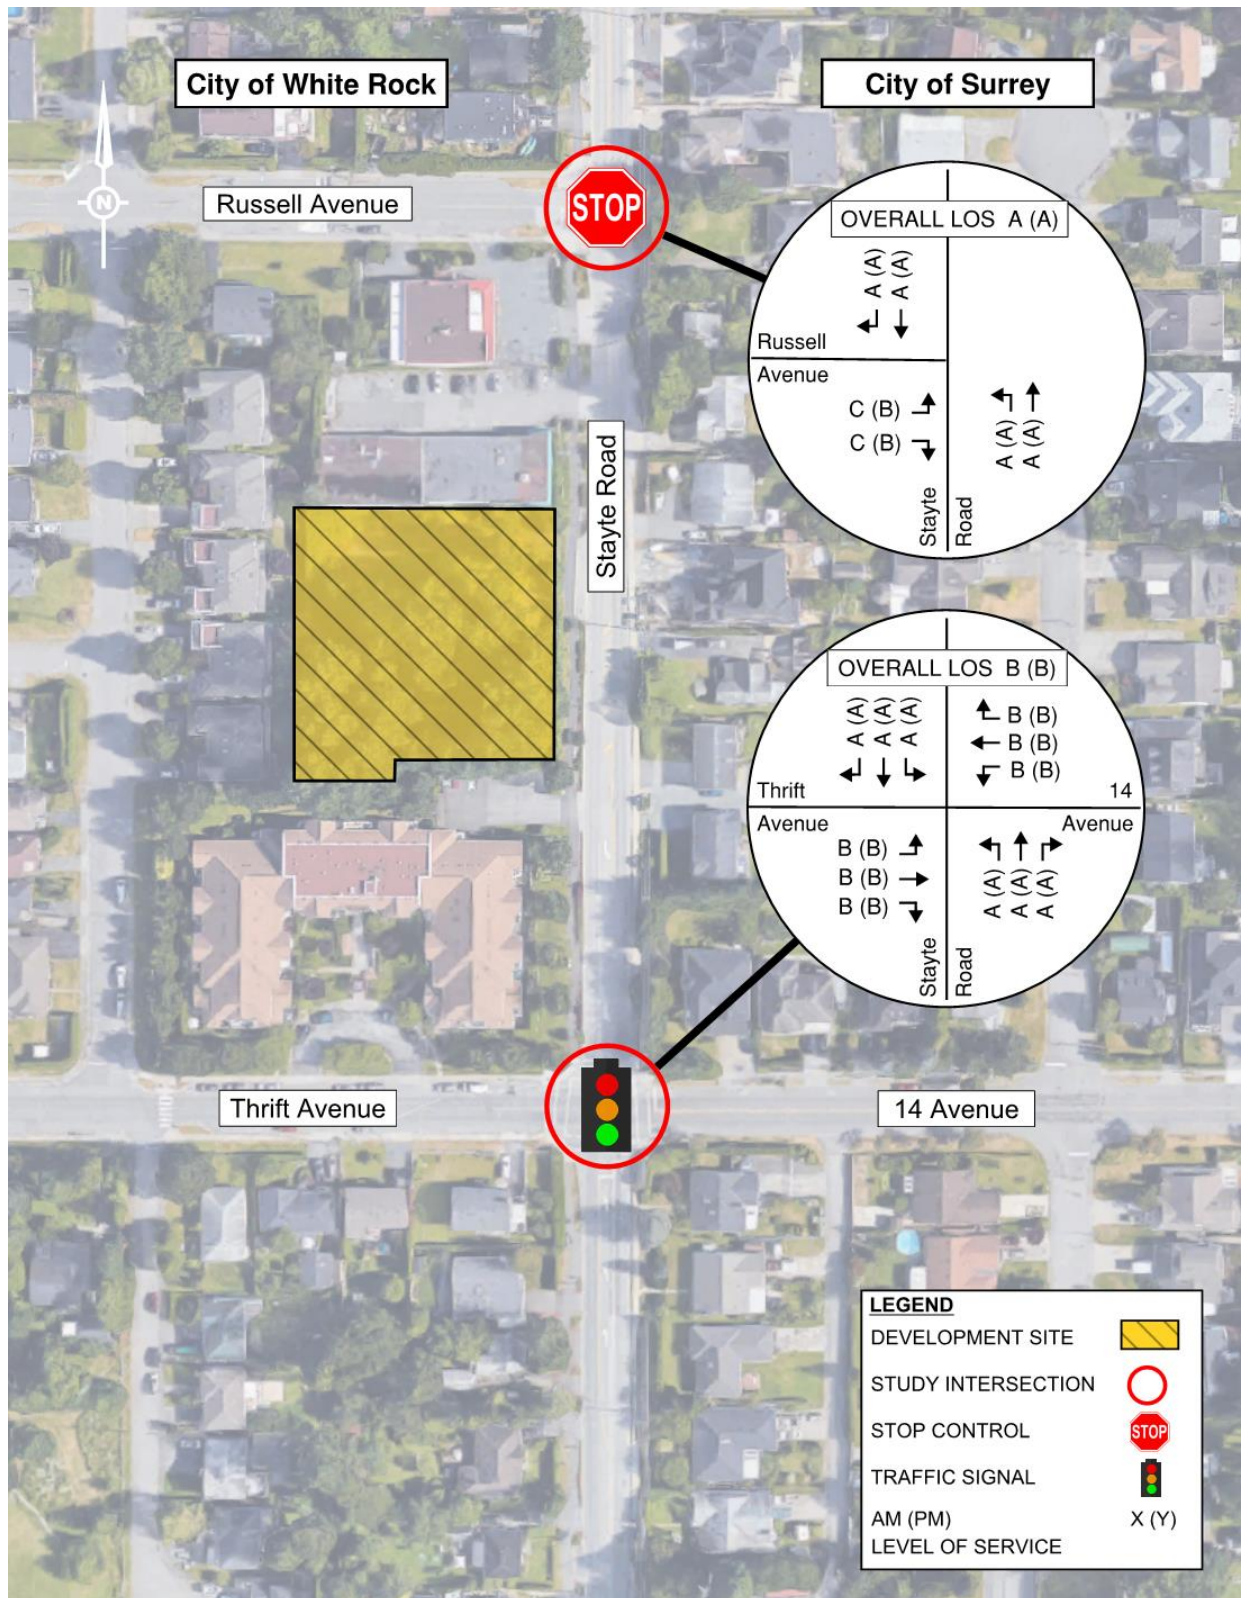 City of White Rock
City of Surrey
N
Russell Avenue
STOP
OVERALL LOS A (A)
A (A)
A (A)
Russell
Avenue
C (B)
C (B)
A (A)
A (A)
Stayte
Road
Stayte Road
OVERALL LOS B (B)
A (A)
A (A)
A (A)
B (B)
B (B)
B (B)
Thrift
14
Avenue
Avenue
B (B)
B (B)
B (B)
A (A)
A (A)
A (A)
Stayte
Road
Thrift Avenue
14 Avenue
LEGEND
DEVELOPMENT SITE
STUDY INTERSECTION
STOP CONTROL
STOP
TRAFFIC SIGNAL
AM (PM)
X (Y)
LEVEL OF SERVICE